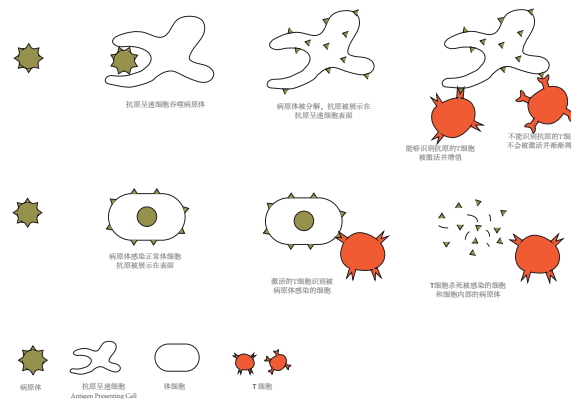 抗原呈递细胞吞噬病原体
病原体被分解，抗原被展示在
抗原呈递细胞表面
能够识别抗原的T细胞
被激活并增值
不能识别抗原的T细
不会被激活并渐渐凋
病原体感染正常体细胞
抗原被展示在表面
激活的T细胞识别被
病原体感染的细胞
T细胞杀死被感染的细胞
和细胞内部的病原体
病原体
抗原呈递细胞
Antigen Presenting Cell
体细胞
T 细胞